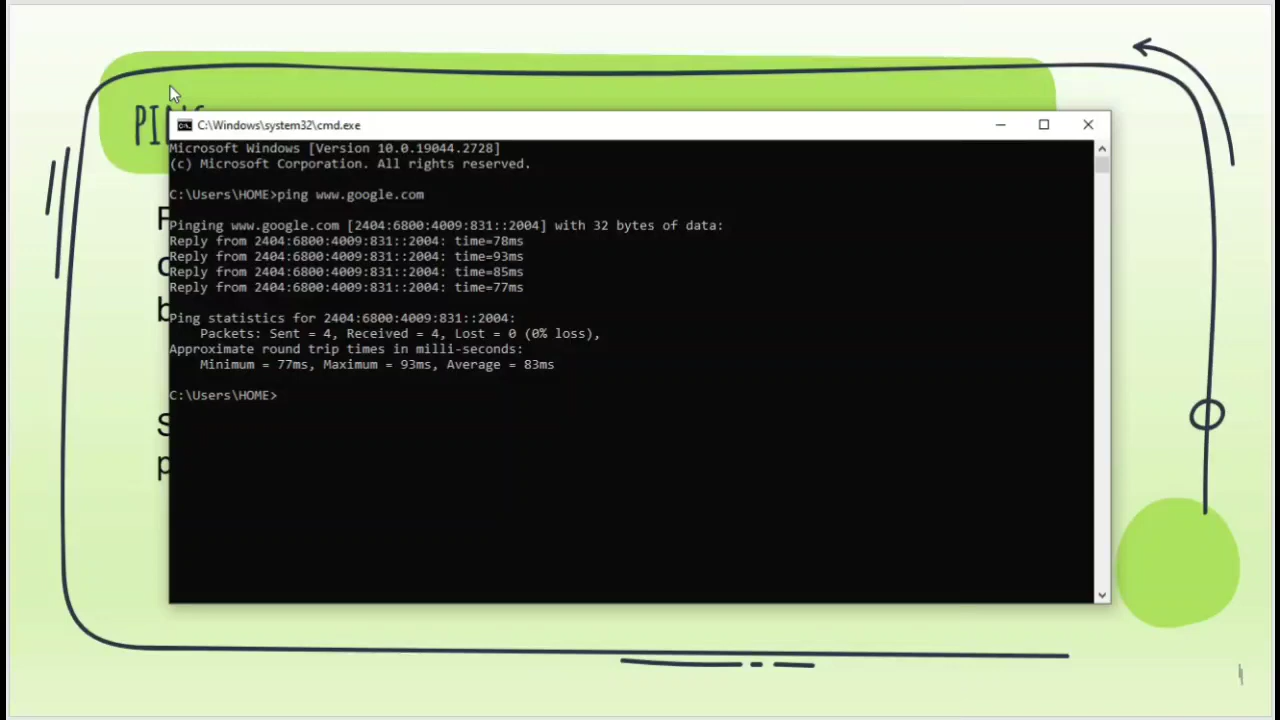 C:\Windows\system32\cmd.exe
Microsoft Windows [Version 10.0.19044.2728]
(c) Microsoft Corporation. All rights reserved.
C:\Users\HOME>ping www.google.com
Pinging www.google.com [2404:6800:4009:831::2004] with 32 bytes of data:
Reply from 2404:6800:4009:831::2004: time=78ms
Reply from 2404:6800:4009:831::2004: time=93ms
Reply from 2404:6800:4009:831::2004: time=85ms
Reply from 2404:6800:4009:831::2004: time=77ms
Ping statistics for 2404:6800:4009:831::2004:
Packets: Sent = 4, Received = 4, Lost = 0 (0% loss),
Approximate round trip times in milli-seconds:
Minimum = 77ms, Maximum = 93ms, Average = 83ms
C:\Users\HOME>